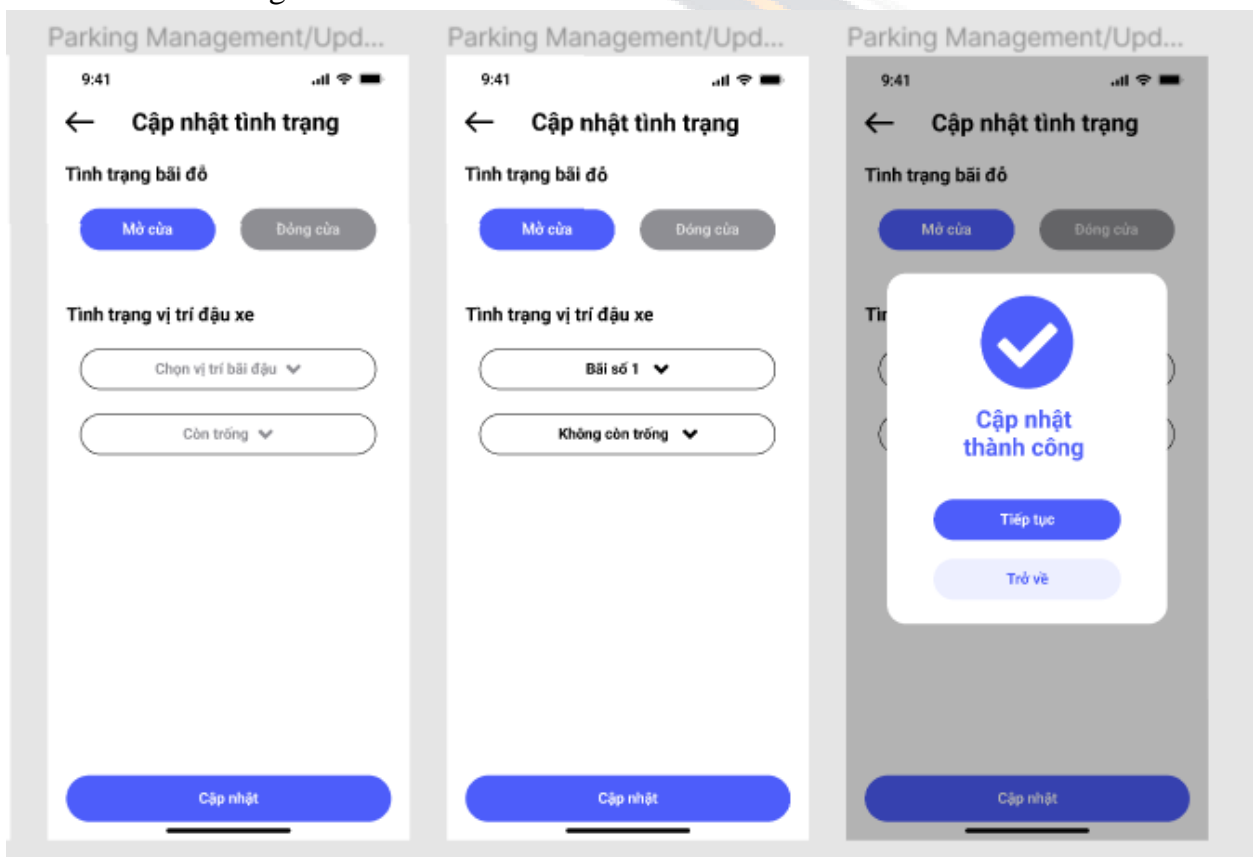 Parking Management/Upd...
9:41
Cập nhật tình trạng
Tình trạng bãi đỗ
Mở cửa
Đóng cửa
Tình trạng vị trí đậu xe
Chọn vị trí bãi đậu
Còn trống
Cập nhật
Parking Management/Upd...
9:41
Cập nhật tình trạng
Tình trạng bãi đỗ
Mở cửa
Đóng cửa
Tình trạng vị trí đậu xe
Bãi số 1
Không còn trống
Cập nhật
Parking Management/Upd...
9:41
Cập nhật tình trạng
Tình trạng bãi đỗ
Mở cửa
Đóng cửa
Cập nhật
thành công
Tiếp tục
Trở về
Cập nhật